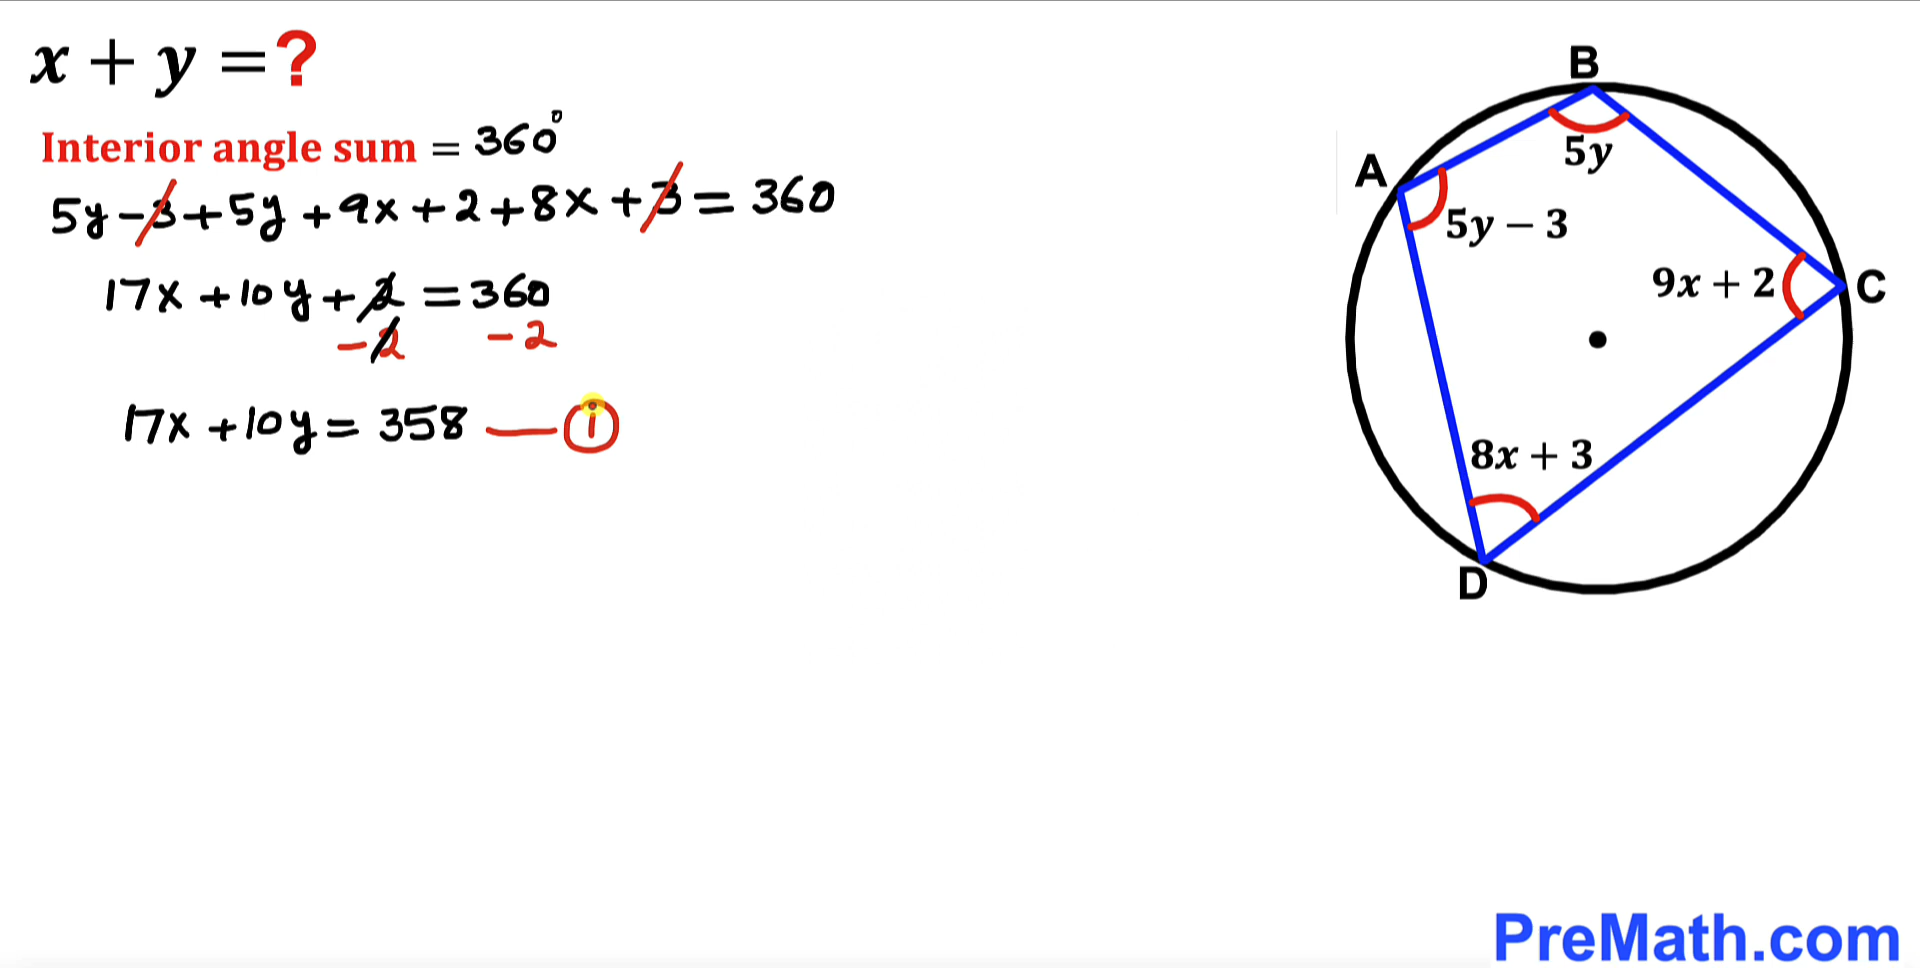 x + y = ?
Interior angle sum = 360°
5y - 3 + 5y + 9x + 2 + 8x + 3 = 360
17x + 10y + 2 = 360
- 2 - 2
17x + 10y = 358 — i
B
5y
A
5y − 3
9x + 2
C
8x + 3
D
PreMath.com